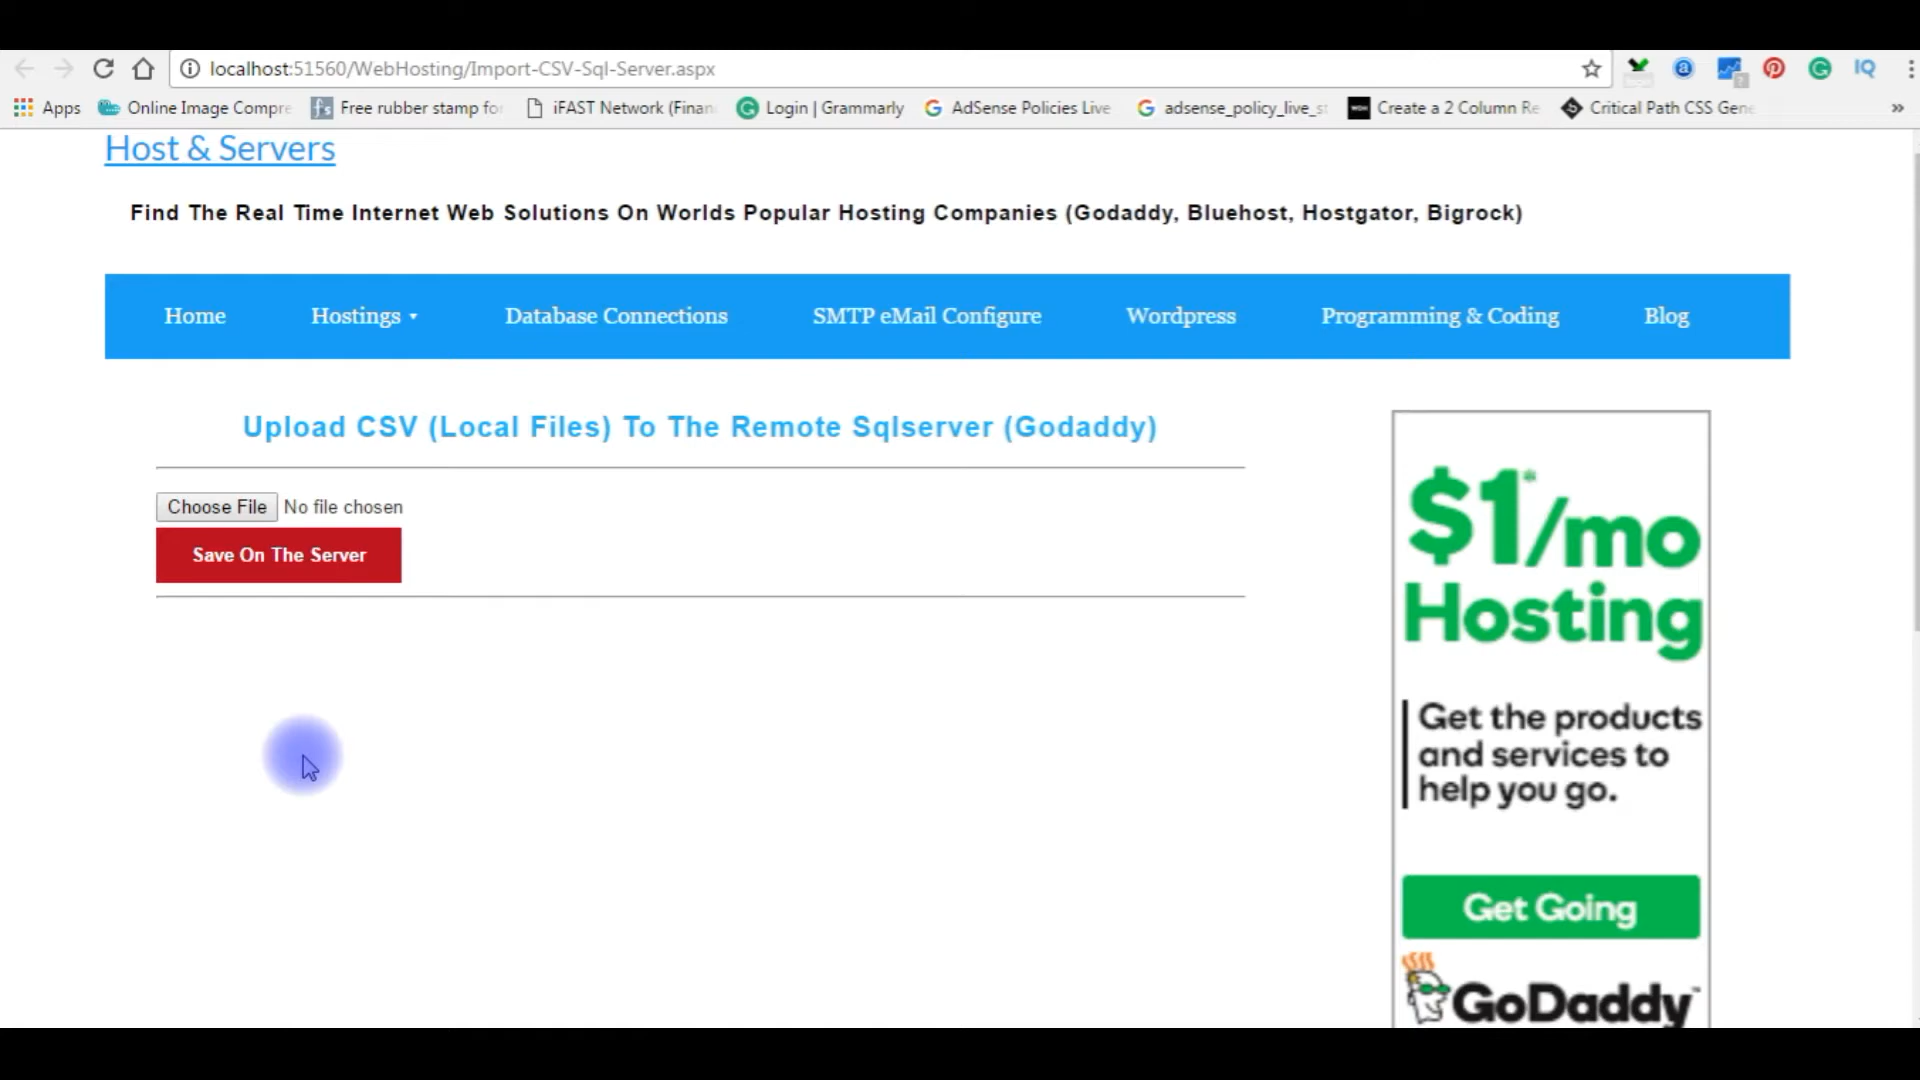 localhost:51560/WebHosting/Import-CSV-Sql-Server.aspx
Apps Online Image Compre Free rubber stamp fo iFAST Network (Finan Login | Grammarly AdSense Policies Live adsense_policy_live_s Create a 2 Column Re Critical Path CSS Gene »
Host & Servers
Find The Real Time Internet Web Solutions On Worlds Popular Hosting Companies (Godaddy, Bluehost, Hostgator, Bigrock)
Home Hostings Database Connections SMTP eMail Configure Wordpress Programming & Coding Blog
Upload CSV (Local Files) To The Remote Sqlserver (Godaddy)
Choose File No file chosen
Save On The Server
$1*/mo
Hosting
Get the products
and services to
help you go.
Get Going
GoDaddy™